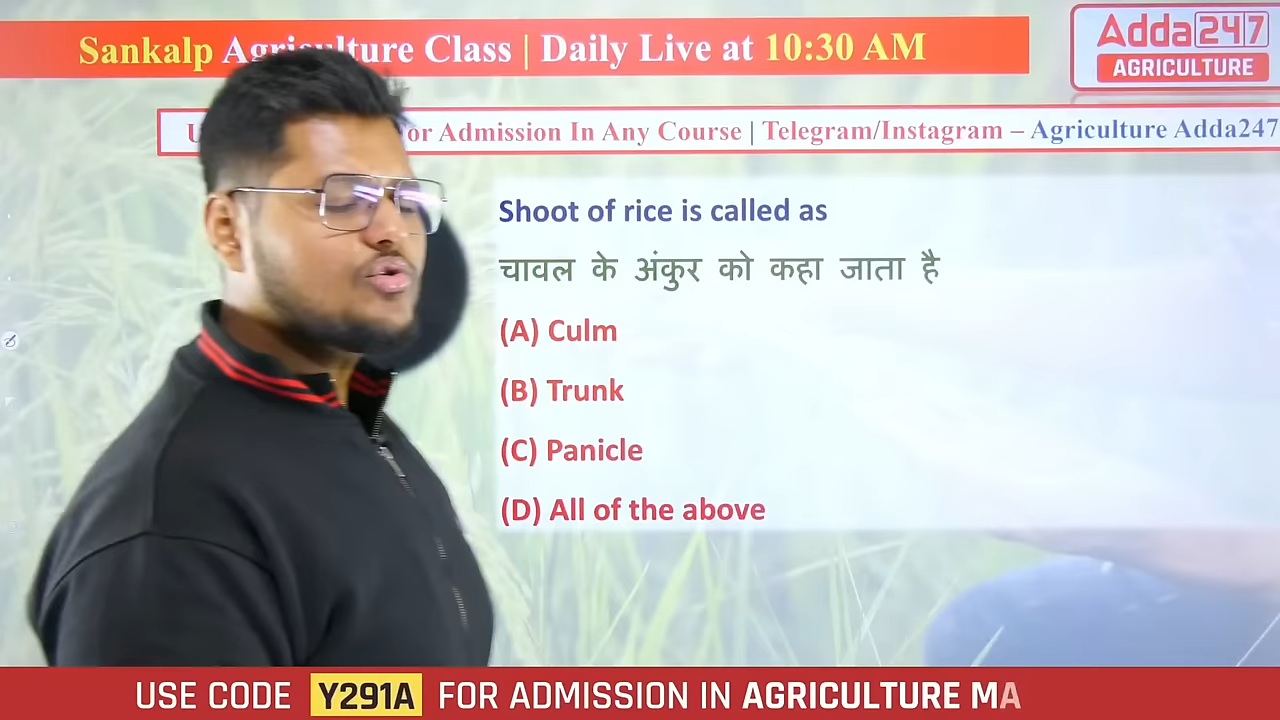 Sankalp Agriculture Class | Daily Live at 10:30 AM
Adda247
AGRICULTURE
or Admission In Any Course | Telegram/Instagram – Agriculture Adda247
Shoot of rice is called as
चावल के अंकुर को कहा जाता है
(A) Culm
(B) Trunk
(C) Panicle
(D) All of the above
USE CODE Y291A FOR ADMISSION IN AGRICULTURE MA